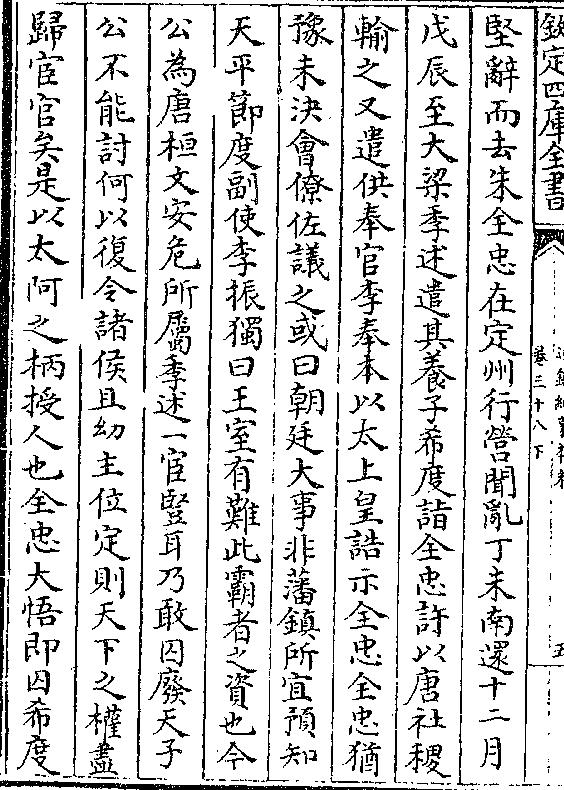 欽定四庫全書
卷三十八下
五
堅辭而去朱全忠在定州行營聞亂丁未南還十二月
戊辰至大梁季述遣其養子希度詣全忠許以唐社稷
輸之又遣供奉官李奉本以太上皇誥示全忠全忠猶
豫未決會僚佐議之或曰朝廷大事非藩鎮所宜預知
天平節度副使李振獨曰王室有難此霸者之資也今
公為唐桓文安危所屬季述一宦豎耳乃敢囚廢天子
公不能討何以復令諸侯且幼主位定則天下之權盡
歸宦官矣是以太阿之柄授人也全忠大悟即囚希度